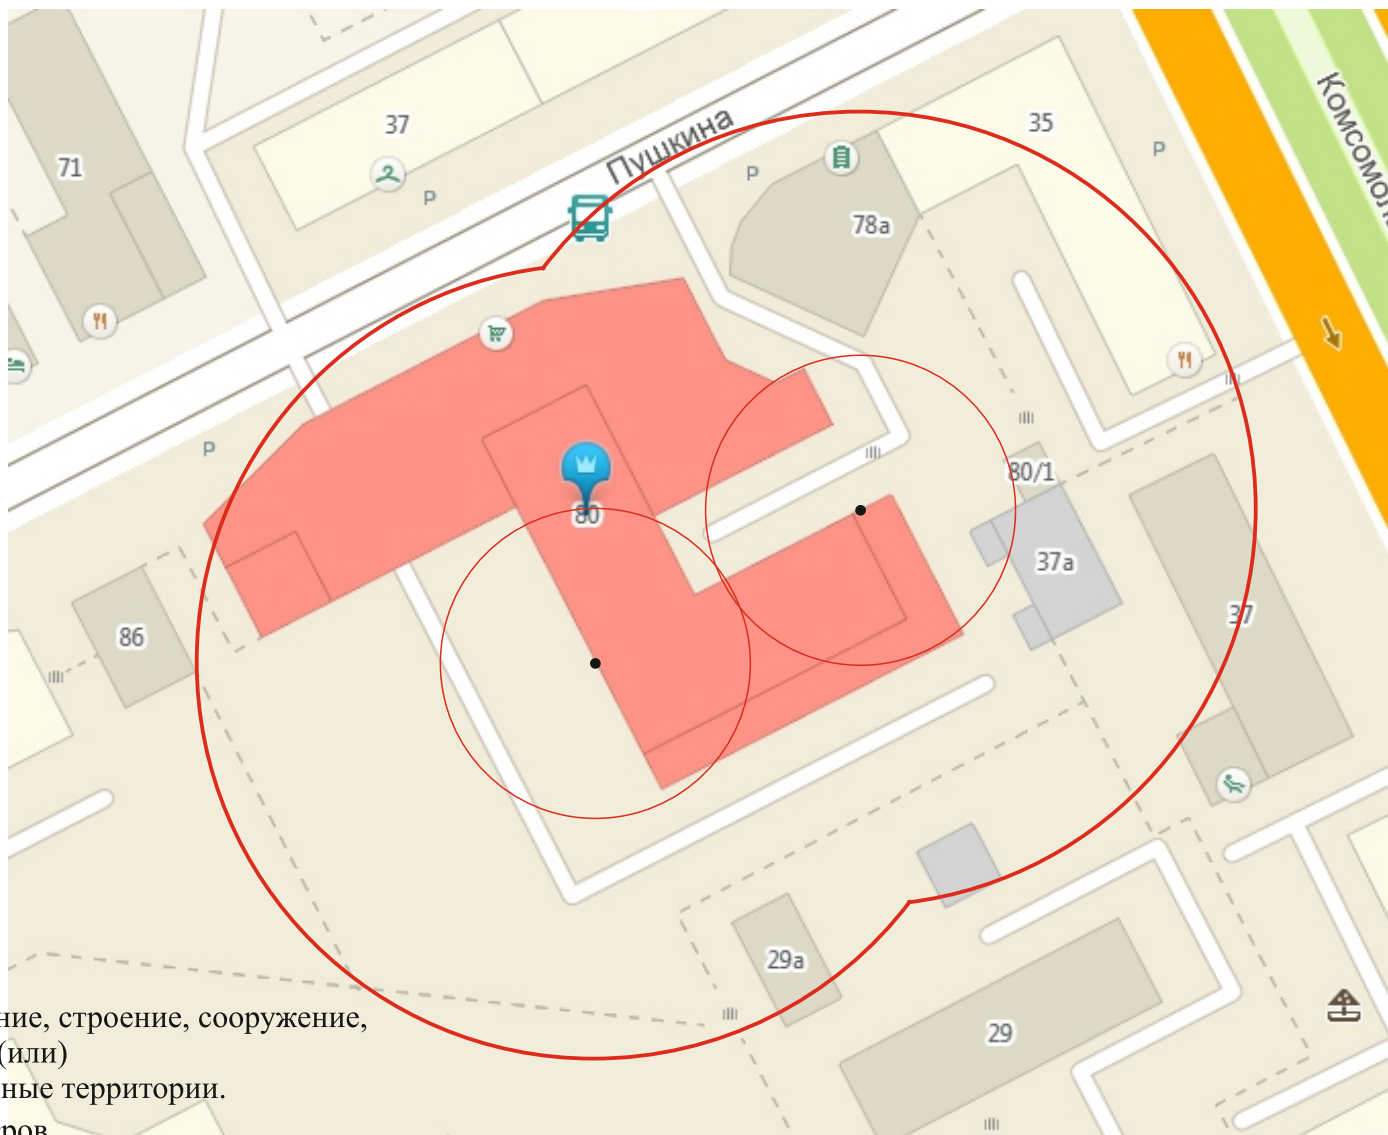 37
71
Р
Пушкина
Р
35
Р
Комсомол
78а
Р
80
80/1
37а
37
86
29а
29
ние, строение, сооружение,
(или)
ные территории.
ров